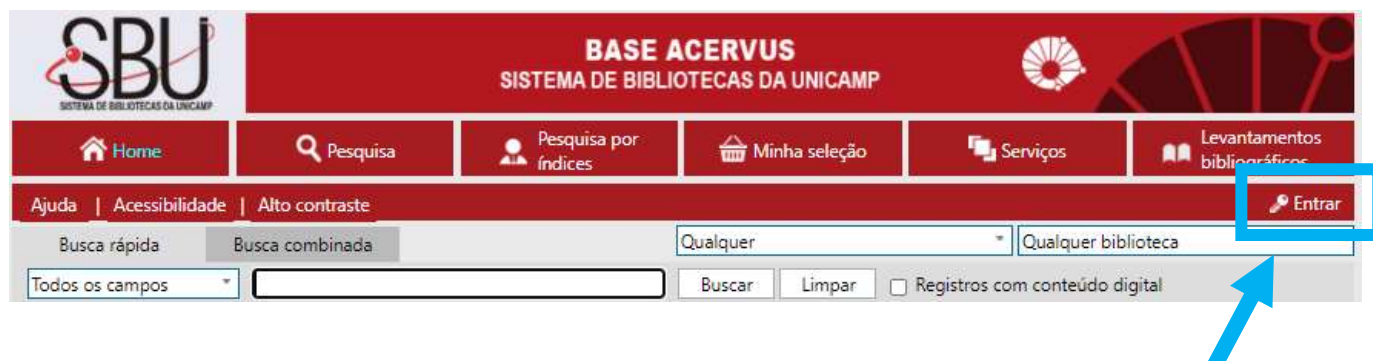 SBU
SISTEMA DE BIBLIOTECAS DA UNICAMP
BASE ACERVUS
SISTEMA DE BIBLIOTECAS DA UNICAMP
Home
Pesquisa
Pesquisa por
índices
Minha seleção
Serviços
Levantamentos
bibliográficos
Ajuda | Acessibilidade | Alto contraste
Entrar
Busca rápida
Busca combinada
Qualquer
Qualquer biblioteca
Todos os campos
Buscar
Limpar
Registros com conteúdo digital